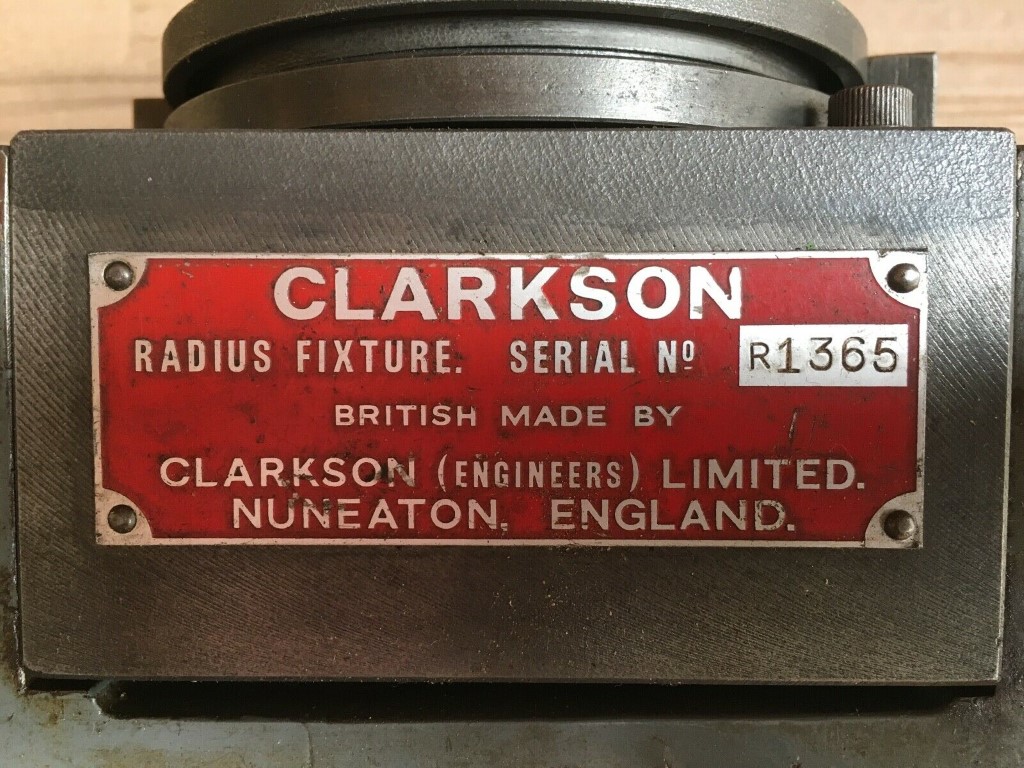 CLARKSON
RADIUS FIXTURE. SERIAL Nº R1365
BRITISH MADE BY
CLARKSON (ENGINEERS) LIMITED.
NUNEATON, ENGLAND.